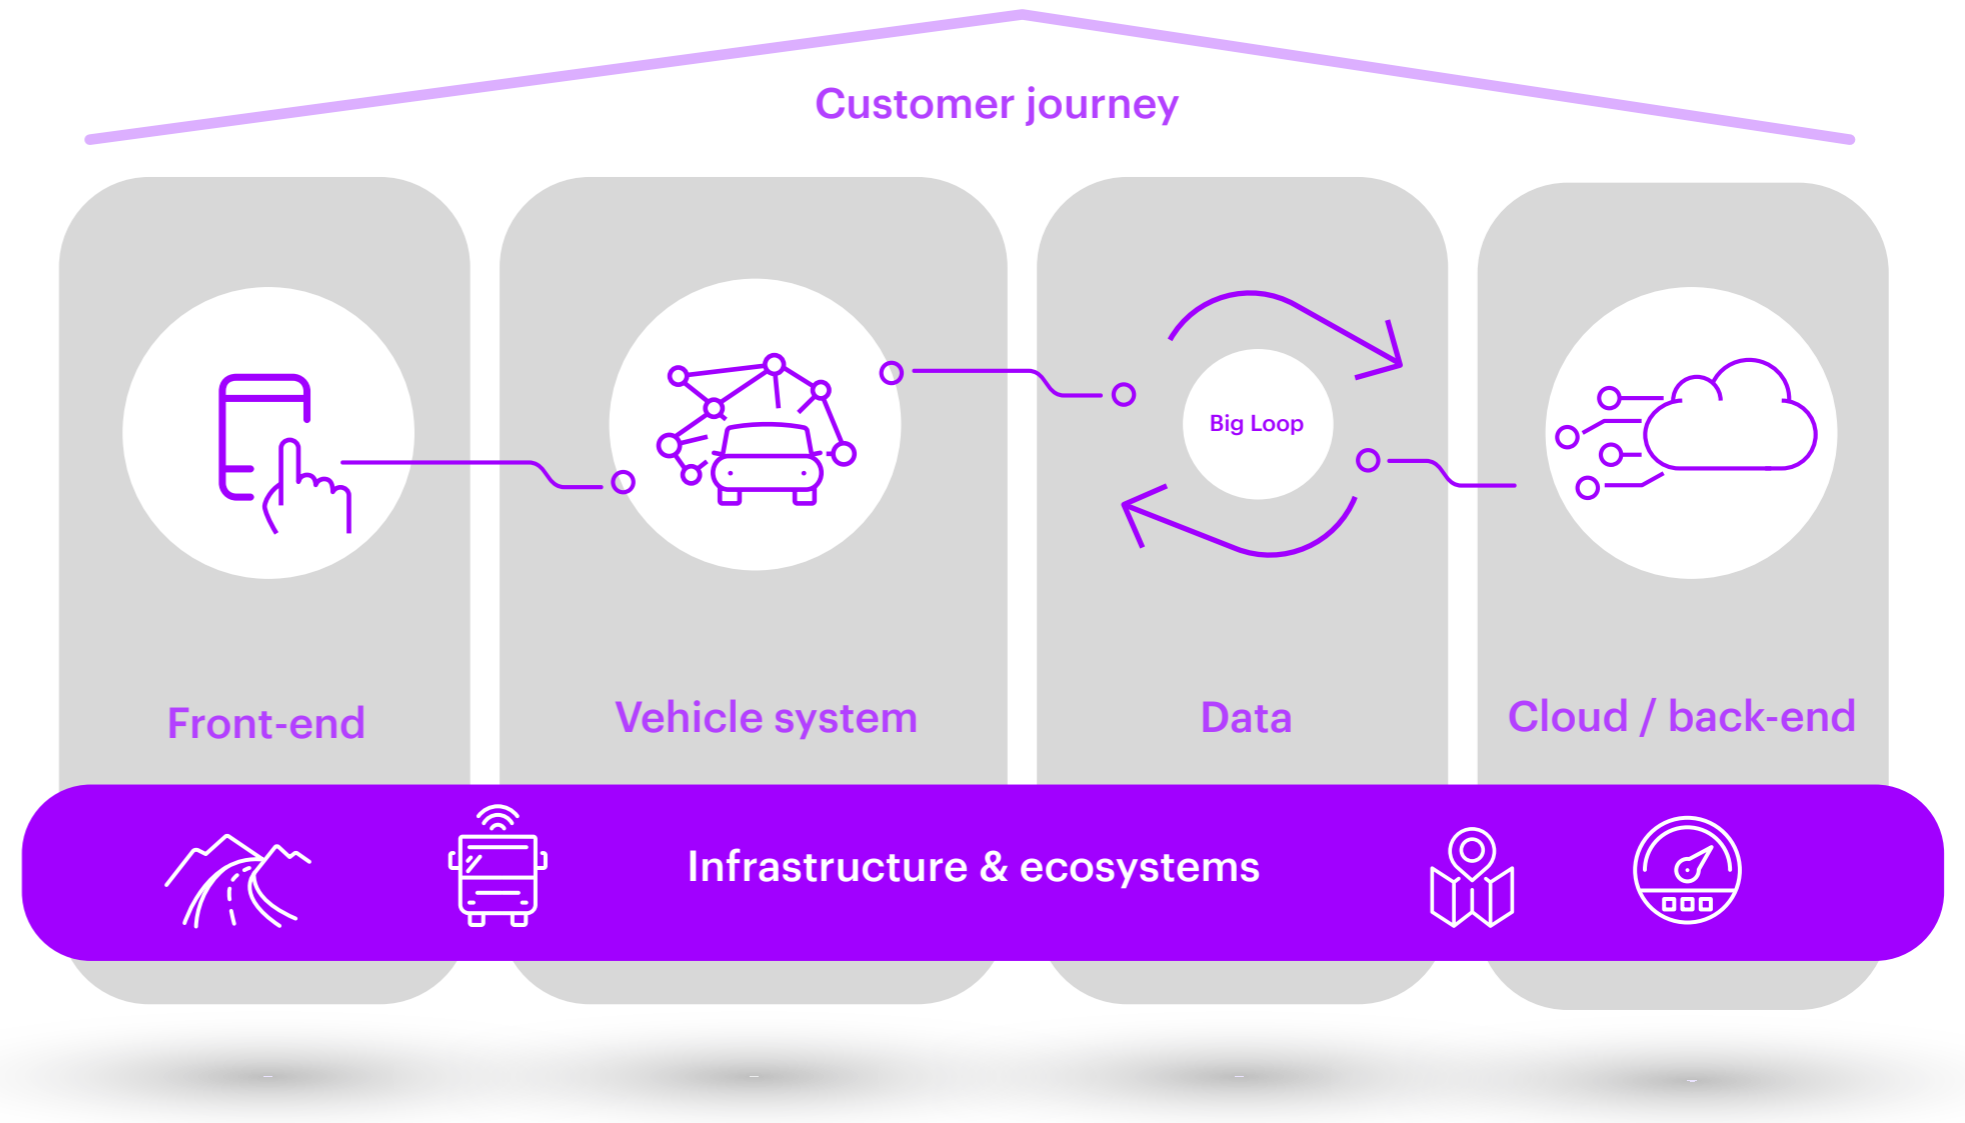 Customer journey
Big Loop
Front-end
Vehicle system
Data
Cloud / back-end
Infrastructure & ecosystems